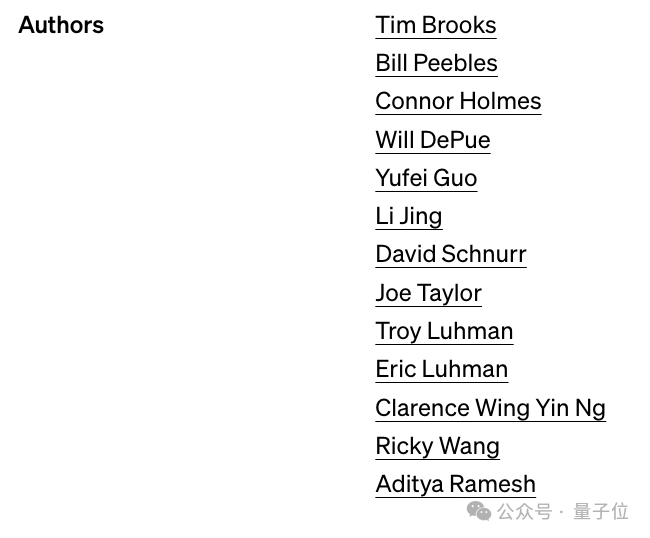 Authors
Tim Brooks
Bill Peebles
Connor Holmes
Will DePue
Yufei Guo
Li Jing
David Schnurr
Joe Taylor
Troy Luhman
Eric Luhman
Clarence Wing Yin Ng
Ricky Wang
Aditya Ramesh
公众号 · 量子位